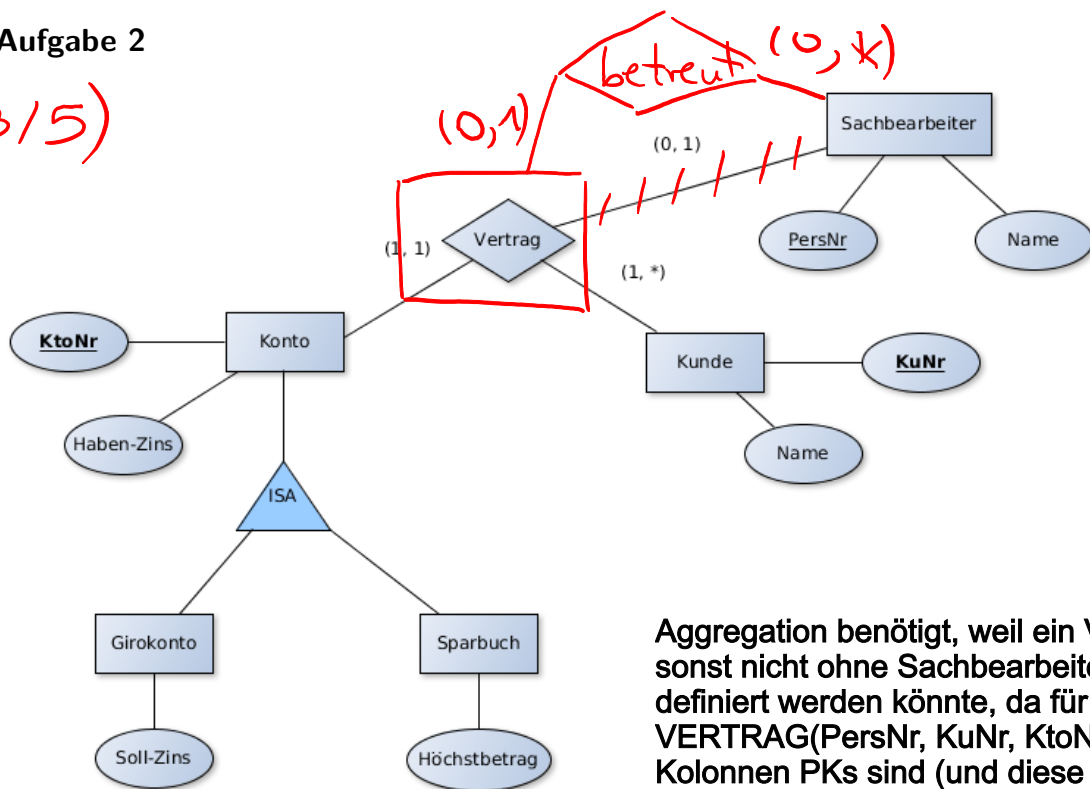 Aufgabe 2
/5)
betreut
(0, *)
(0,1)
Sachbearbeiter
(0, 1)
PersNr
Name
Vertrag
(1, 1)
(1, *)
KtoNr
Konto
Kunde
KuNr
Haben-Zins
Name
ISA
Girokonto
Sparbuch
Soll-Zins
Höchstbetrag
Aggregation benötigt, weil ein V
sonst nicht ohne Sachbearbeite
definiert werden könnte, da für
VERTRAG(PersNr, KuNr, KtoN
Kolonnen PKs sind (und diese